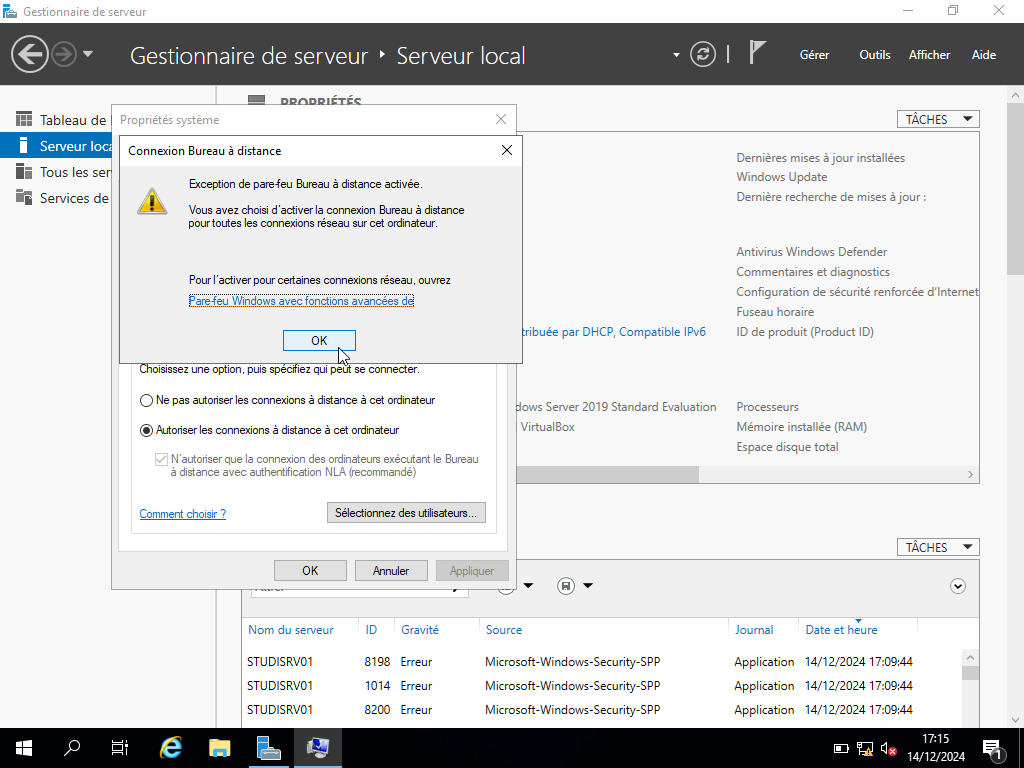 Gestionnaire de serveur
Gestionnaire de serveur
Serveur local
Gérer
Outils
Afficher
Aide
Tableau de
Serveur loca
Tous les ser
Services de
PROPRIÉTÉS
TÂCHES
Propriétés système
Connexion Bureau à distance
Exception de pare-feu Bureau à distance activée.
Vous avez choisi d'activer la connexion Bureau à distance
pour toutes les connexions réseau sur cet ordinateur.
Pour l'activer pour certaines connexions réseau, ouvrez
Pare-feu Windows avec fonctions avancées de
OK
Choisissez une option, puis spécifiez qui peut se connecter.
Ne pas autoriser les connexions à distance à cet ordinateur
Autoriser les connexions à distance à cet ordinateur
N'autoriser que la connexion des ordinateurs exécutant le Bureau
à distance avec authentification NLA (recommandé)
Comment choisir ?
Sélectionnez des utilisateurs...
OK
Annuler
Appliquer
Dernières mises à jour installées
Windows Update
Dernière recherche de mises à jour :
Antivirus Windows Defender
Commentaires et diagnostics
Configuration de sécurité renforcée d'Internet
Fuseau horaire
tribuée par DHCP, Compatible IPv6
ID de produit (Product ID)
dows Server 2019 Standard Evaluation
Processeurs
VirtualBox
Mémoire installée (RAM)
Espace disque total
TÂCHES
Nom du serveur ID Gravité Source Journal Date et heure
STUDISRV01 8198 Erreur Microsoft-Windows-Security-SPP Application 14/12/2024 17:09:44
STUDISRV01 1014 Erreur Microsoft-Windows-Security-SPP Application 14/12/2024 17:09:44
STUDISRV01 8200 Erreur Microsoft-Windows-Security-SPP Application 14/12/2024 17:09:44
17:15
14/12/2024
1